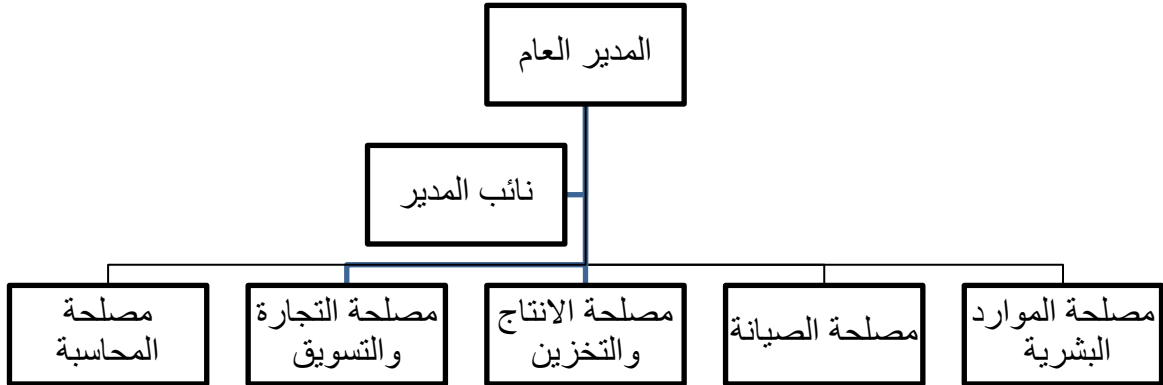 المدير العام
نائب المدير
مصلحة الموارد
البشرية
مصلحة الصيانة
مصلحة الانتاج
والتخزين
مصلحة التجارة
والتسويق
مصلحة
المحاسبة